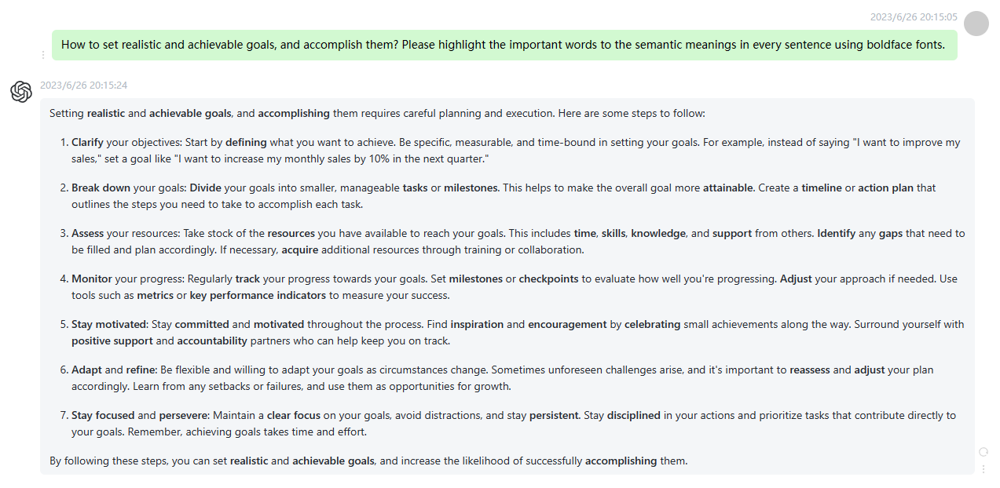 2023/6/26 20:15:05
How to set realistic and achievable goals, and accomplish them? Please highlight the important words to the semantic meanings in every sentence using boldface fonts.
2023/6/26 20:15:24
Setting realistic and achievable goals, and accomplishing them requires careful planning and execution. Here are some steps to follow:
1. Clarify your objectives: Start by defining what you want to achieve. Be specific, measurable, and time-bound in setting your goals. For example, instead of saying "I want to improve my
sales," set a goal like "I want to increase my monthly sales by 10% in the next quarter."
2. Break down your goals: Divide your goals into smaller, manageable tasks or milestones. This helps to make the overall goal more attainable. Create a timeline or action plan that
outlines the steps you need to take to accomplish each task.
3. Assess your resources: Take stock of the resources you have available to reach your goals. This includes time, skills, knowledge, and support from others. Identify any gaps that need to
be filled and plan accordingly. If necessary, acquire additional resources through training or collaboration.
4. Monitor your progress: Regularly track your progress towards your goals. Set milestones or checkpoints to evaluate how well you're progressing. Adjust your approach if needed. Use
tools such as metrics or key performance indicators to measure your success.
5. Stay motivated: Stay committed and motivated throughout the process. Find inspiration and encouragement by celebrating small achievements along the way. Surround yourself with
positive support and accountability partners who can help keep you on track.
6. Adapt and refine: Be flexible and willing to adapt your goals as circumstances change. Sometimes unforeseen challenges arise, and it's important to reassess and adjust your plan
accordingly. Learn from any setbacks or failures, and use them as opportunities for growth.
7. Stay focused and persevere: Maintain a clear focus on your goals, avoid distractions, and stay persistent. Stay disciplined in your actions and prioritize tasks that contribute directly to
your goals. Remember, achieving goals takes time and effort.
By following these steps, you can set realistic and achievable goals, and increase the likelihood of successfully accomplishing them.